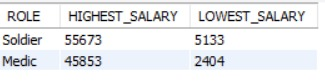 ROLE HIGHEST_SALARY LOWEST_SALARY
Soldier 55673 5133
Medic 45853 2404